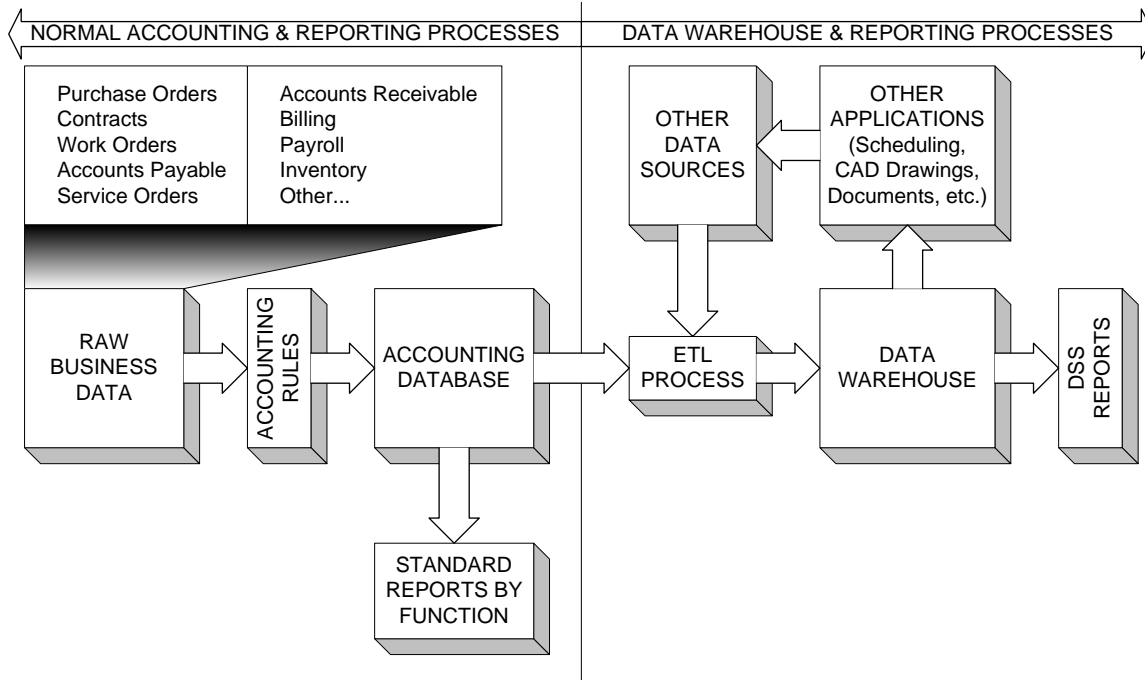 NORMAL ACCOUNTING & REPORTING PROCESSES
DATA WAREHOUSE & REPORTING PROCESSES
Purchase Orders
Contracts
Work Orders
Accounts Payable
Service Orders
Accounts Receivable
Billing
Payroll
Inventory
Other...
OTHER
DATA
SOURCES
OTHER
APPLICATIONS
(Scheduling,
CAD Drawings,
Documents, etc.)
RAW
BUSINESS
DATA
ACCOUNTING
RULES
ACCOUNTING
DATABASE
ETL
PROCESS
DATA
WAREHOUSE
DSS
REPORTS
STANDARD
REPORTS BY
FUNCTION